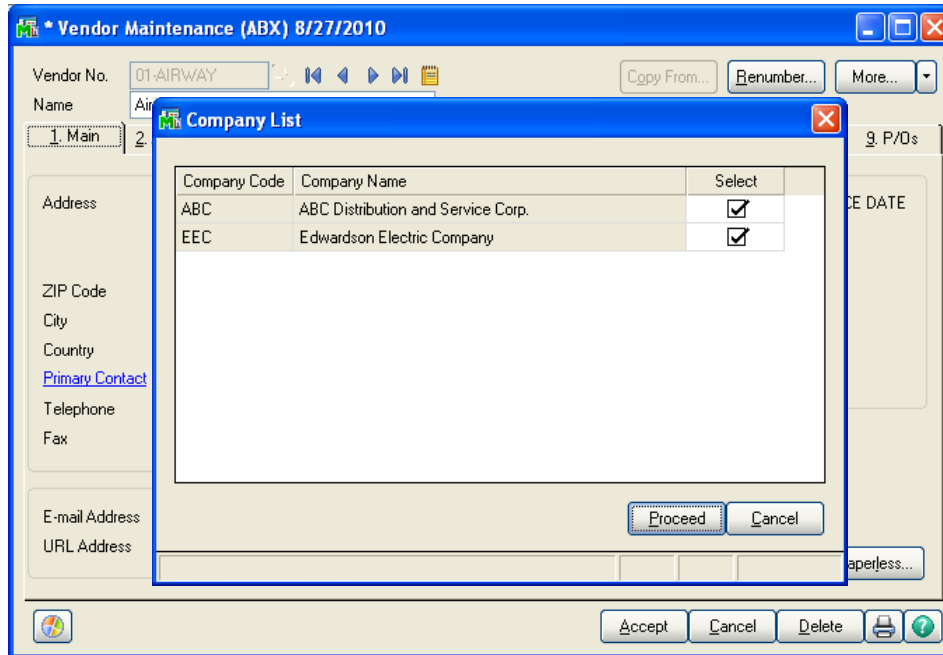 * Vendor Maintenance (ABX) 8/27/2010
Vendor No. 01-AIRWAY Copy From... Renumber... More...
Name Air
Company List
1. Main 2. 9. P/Os
Company Code Company Name Select
Address CE DATE
ABC ABC Distribution and Service Corp.
EEC Edwardson Electric Company
ZIP Code
City
Country
Primary Contact
Telephone
Fax
E-mail Address
Proceed Cancel
URL Address
aperless...
Accept Cancel Delete